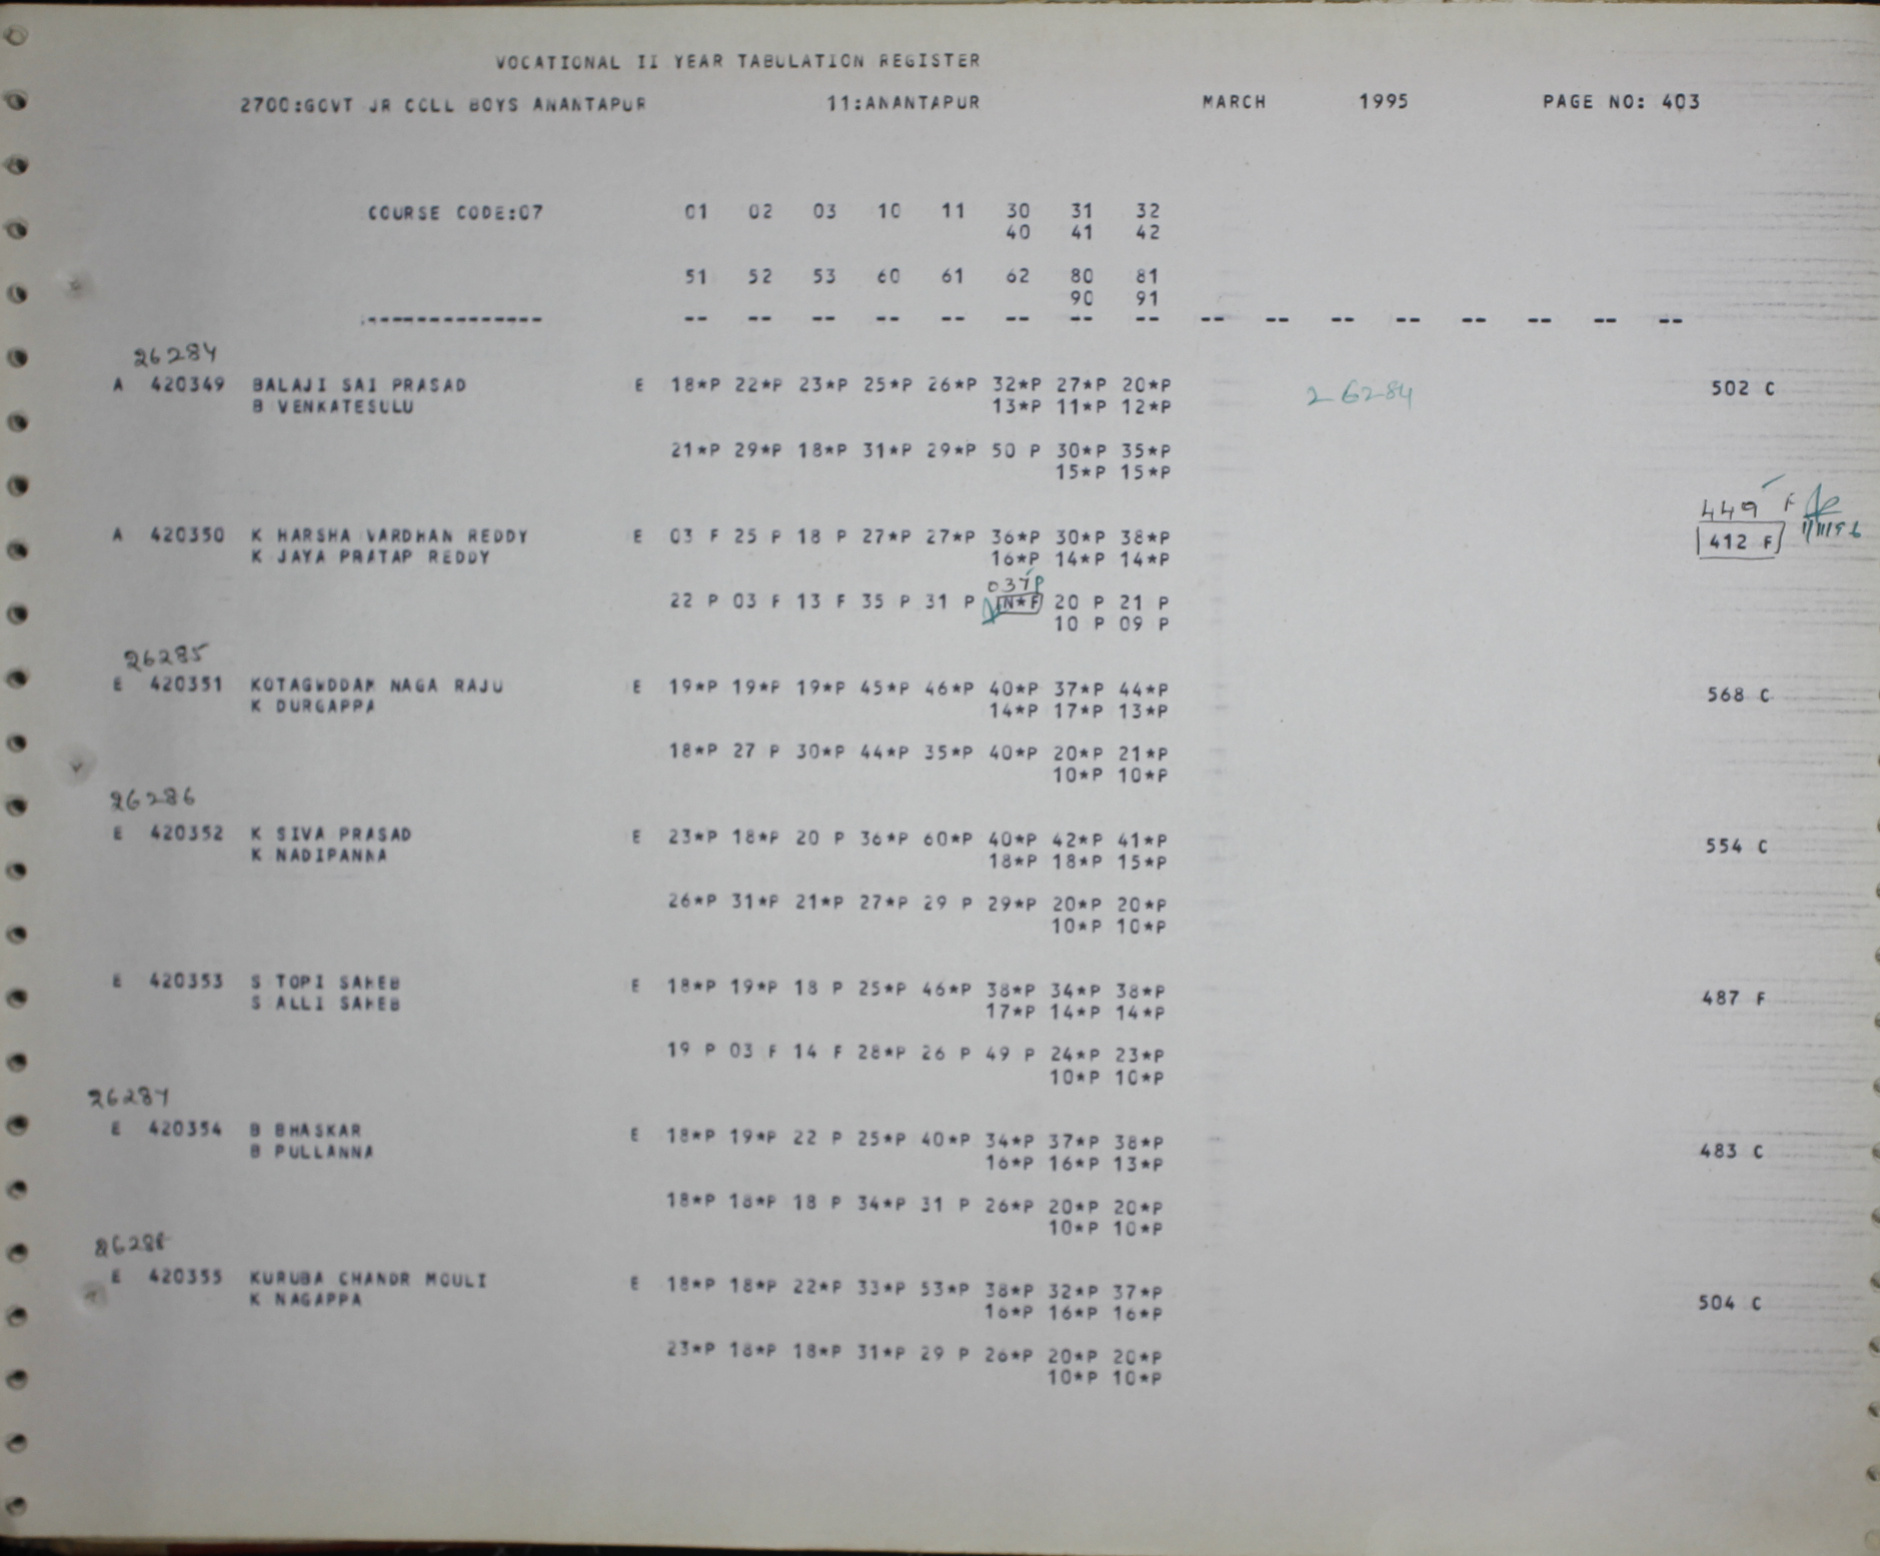 VOCATIONAL II YEAR TABULATION REGISTER
2700:GOVT JR COLL BOYS ANANTAPUR 11:ANANTAPUR MARCH 1995 PAGE NO: 403
COURSE CODE:07 01 02 03 10 11 30 31 32
40 41 42
51 52 53 60 61 62 80 81
90 91
-------------- -- -- -- -- -- -- -- -- -- -- -- -- -- -- -- --
26284
A 420349 BALAJI SAI PRASAD E 18*P 22*P 23*P 25*P 26*P 32*P 27*P 20*P 26284 502 C
B VENKATESULU 13*P 11*P 12*P
21*P 29*P 18*P 31*P 29*P 50 P 30*P 35*P
15*P 15*P
449 F
A 420350 K HARSHA VARDHAN REDDY E 03 F 25 P 18 P 27*P 27*P 36*P 30*P 38*P 412 F
K JAYA PRATAP REDDY 16*P 14*P 14*P
037P
22 P 03 F 13 F 35 P 31 P N*F 20 P 21 P
10 P 09 P
26285
E 420351 KOTAGUDDAM NAGA RAJU E 19*P 19*P 19*P 45*P 46*P 40*P 37*P 44*P 568 C
K DURGAPPA 14*P 17*P 13*P
18*P 27 P 30*P 44*P 35*P 40*P 20*P 21*P
10*P 10*P
26286
E 420352 K SIVA PRASAD E 23*P 18*P 20 P 36*P 60*P 40*P 42*P 41*P 554 C
K NADIPANNA 18*P 18*P 15*P
26*P 31*P 21*P 27*P 29 P 29*P 20*P 20*P
10*P 10*P
E 420353 S TOPI SAHEB E 18*P 19*P 18 P 25*P 46*P 38*P 34*P 38*P 487 F
S ALLI SAHEB 17*P 14*P 14*P
19 P 03 F 14 F 28*P 26 P 49 P 24*P 23*P
10*P 10*P
26287
E 420354 B BHASKAR E 18*P 19*P 22 P 25*P 40*P 34*P 37*P 38*P 483 C
B PULLANNA 16*P 16*P 13*P
18*P 18*P 18 P 34*P 31 P 26*P 20*P 20*P
10*P 10*P
26288
E 420355 KURUBA CHANDR MOULI E 18*P 18*P 22*P 33*P 53*P 38*P 32*P 37*P 504 C
K NAGAPPA 16*P 16*P 16*P
23*P 18*P 18*P 31*P 29 P 26*P 20*P 20*P
10*P 10*P